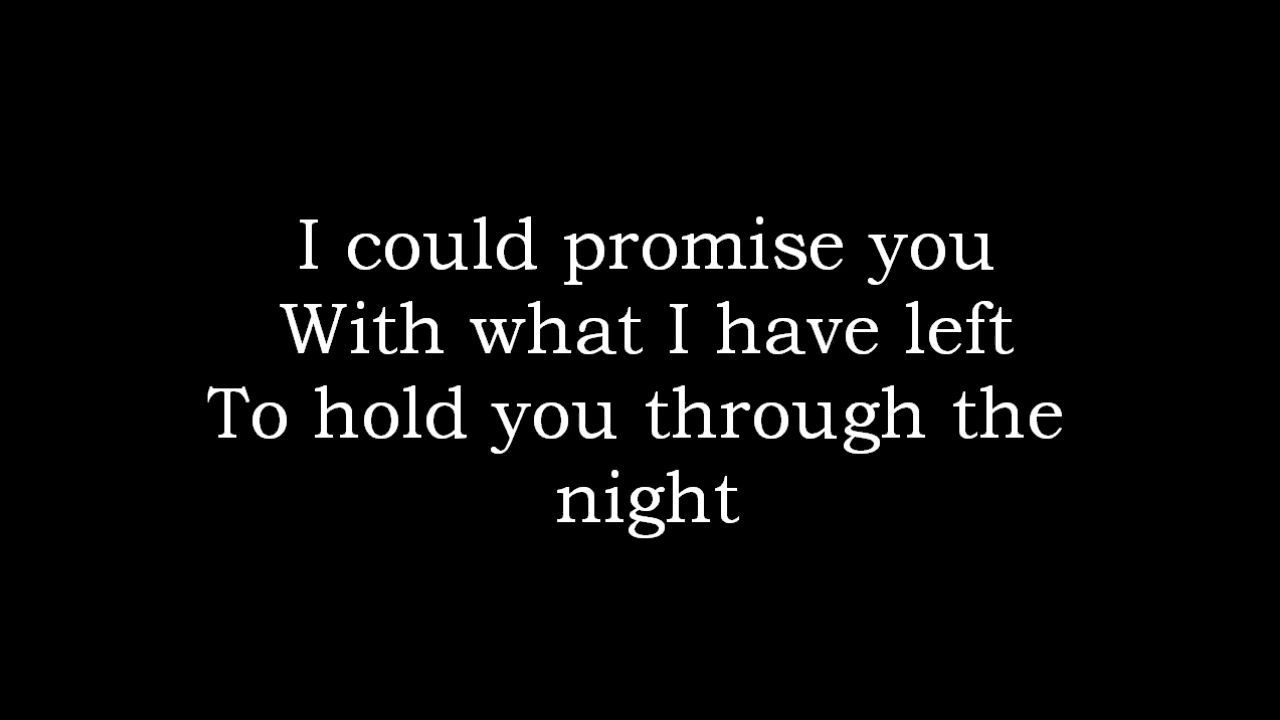 I could promise you
With what I have left
To hold you through the
night